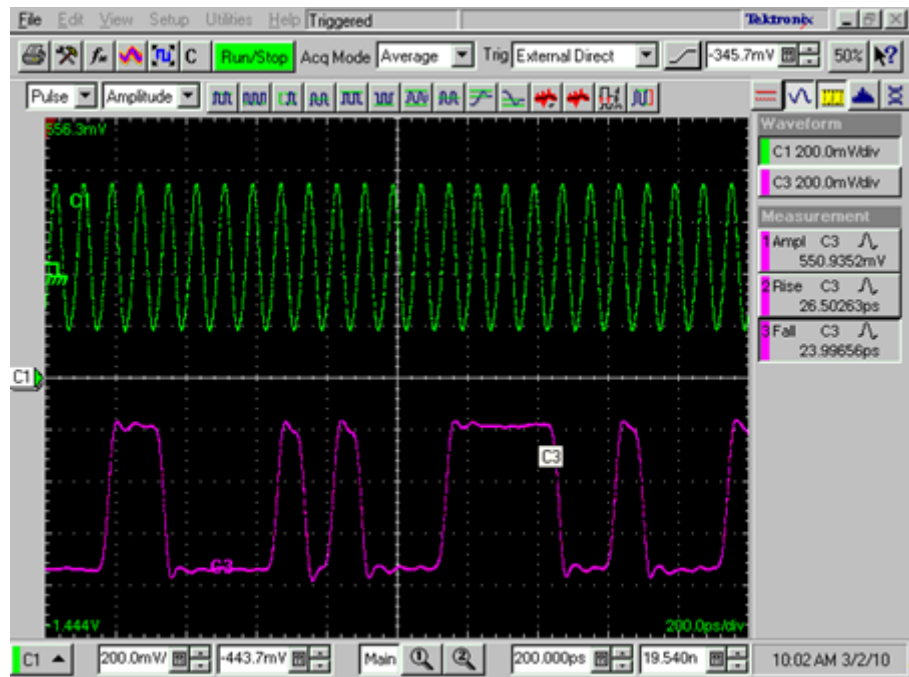 File Edit View Setup Utilities Help Triggered Tektronix
Run/Stop Acq Mode Average Trig External Direct -345.7mV 50%
C
Pulse Amplitude
556.3mV
C1
C1
C3
C3
-1.444V
200.0ps/div
Waveform
C1 200.0mV/div
C3 200.0mV/div
Measurement
1 Ampl C3
550.9352mV
2 Rise C3
26.50263ps
3 Fall C3
23.99656ps
C1 200.0mV/ -443.7mV Main 1 2 200.000ps 19.540n 10:02 AM 3/2/10